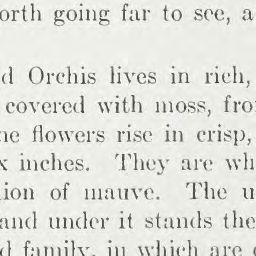 orth going far to see, a
d Orchis lives in rich,
covered with moss, fro
ne flowers rise in crisp,
x inches. They are wh
ion of mauve. The u
and under it stands the
d family, in which are